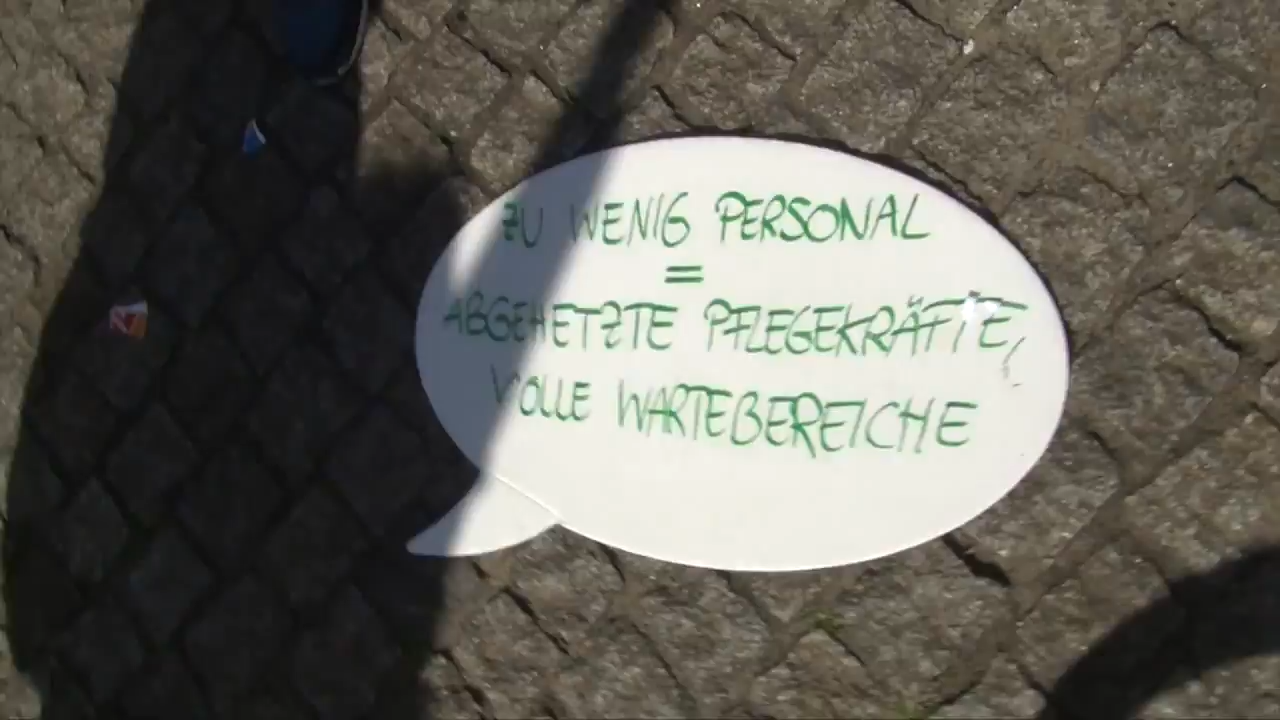 ZU WENIG PERSONAL
=
ABGEHETZTE PFLEGEKRÄFTE,
VOLLE WARTEBEREICHE